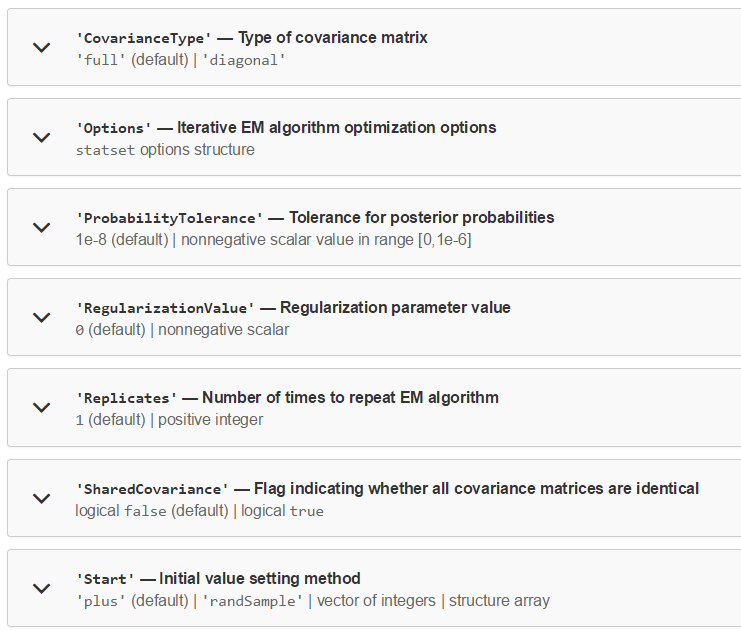 'CovarianceType' — Type of covariance matrix
'full' (default) | 'diagonal'
'Options' — Iterative EM algorithm optimization options
statset options structure
'ProbabilityTolerance' — Tolerance for posterior probabilities
1e-8 (default) | nonnegative scalar value in range [0,1e-6]
'RegularizationValue' — Regularization parameter value
0 (default) | nonnegative scalar
'Replicates' — Number of times to repeat EM algorithm
1 (default) | positive integer
'SharedCovariance' — Flag indicating whether all covariance matrices are identical
logical false (default) | logical true
'Start' — Initial value setting method
'plus' (default) | 'randSample' | vector of integers | structure array